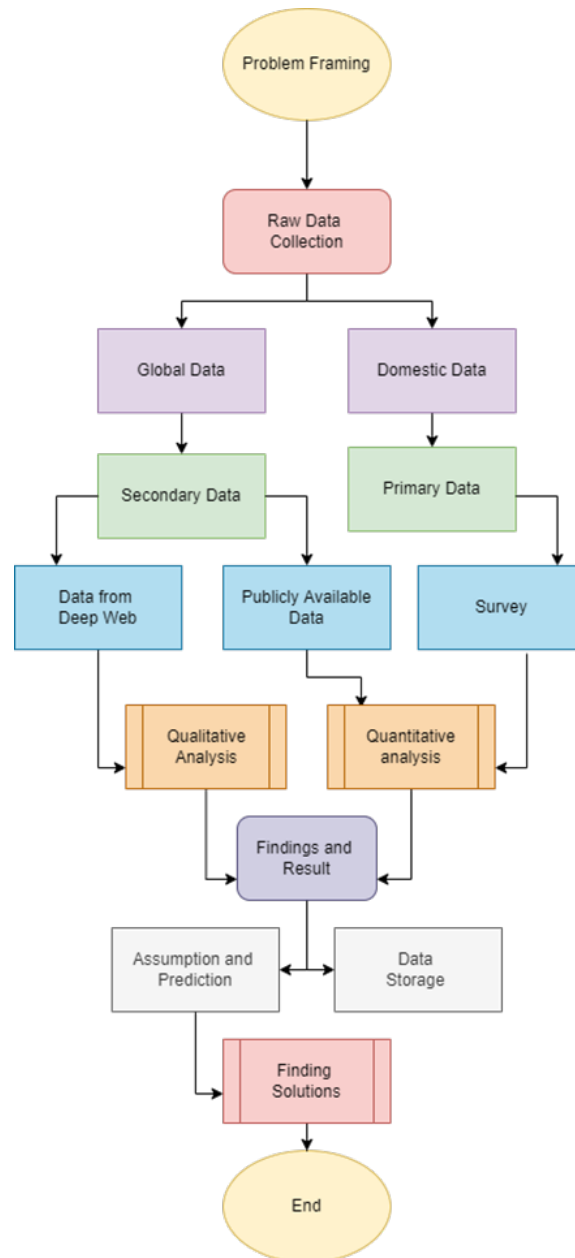 Problem Framing
Raw Data
Collection
Global Data
Domestic Data
Secondary Data
Primary Data
Data from
Deep Web
Publicly Available
Data
Survey
Qualitative
Analysis
Quantitative
analysis
Findings and
Result
Assumption and
Prediction
Data
Storage
Finding
Solutions
End